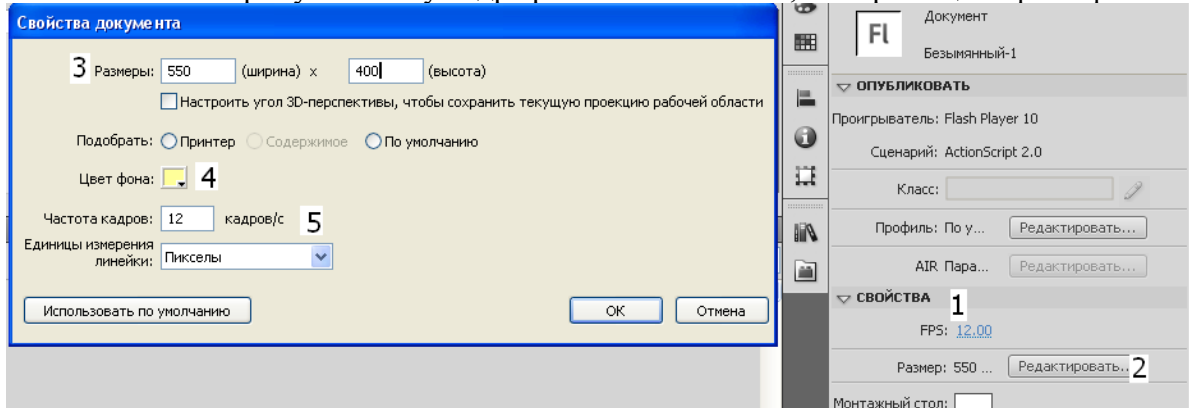 Свойства документа
3 Размеры: 550 (ширина) x 400 (высота)
Настроить угол 3D-перспективы, чтобы сохранить текущую проекцию рабочей области
Подобрать: Принтер Содержимое По умолчанию
Цвет фона: 4
Частота кадров: 12 кадров/с 5
Единицы измерения
линейки: Пикселы
Использовать по умолчанию ОК Отмена
Fl Документ
Безымянный-1
ОПУБЛИКОВАТЬ
Проигрыватель: Flash Player 10
Сценарий: ActionScript 2.0
Класс:
Профиль: По у... Редактировать...
AIR Пара... Редактировать...
СВОЙСТВА 1
FPS: 12.00
Размер: 550 ... Редактировать... 2
Монтажный стол: